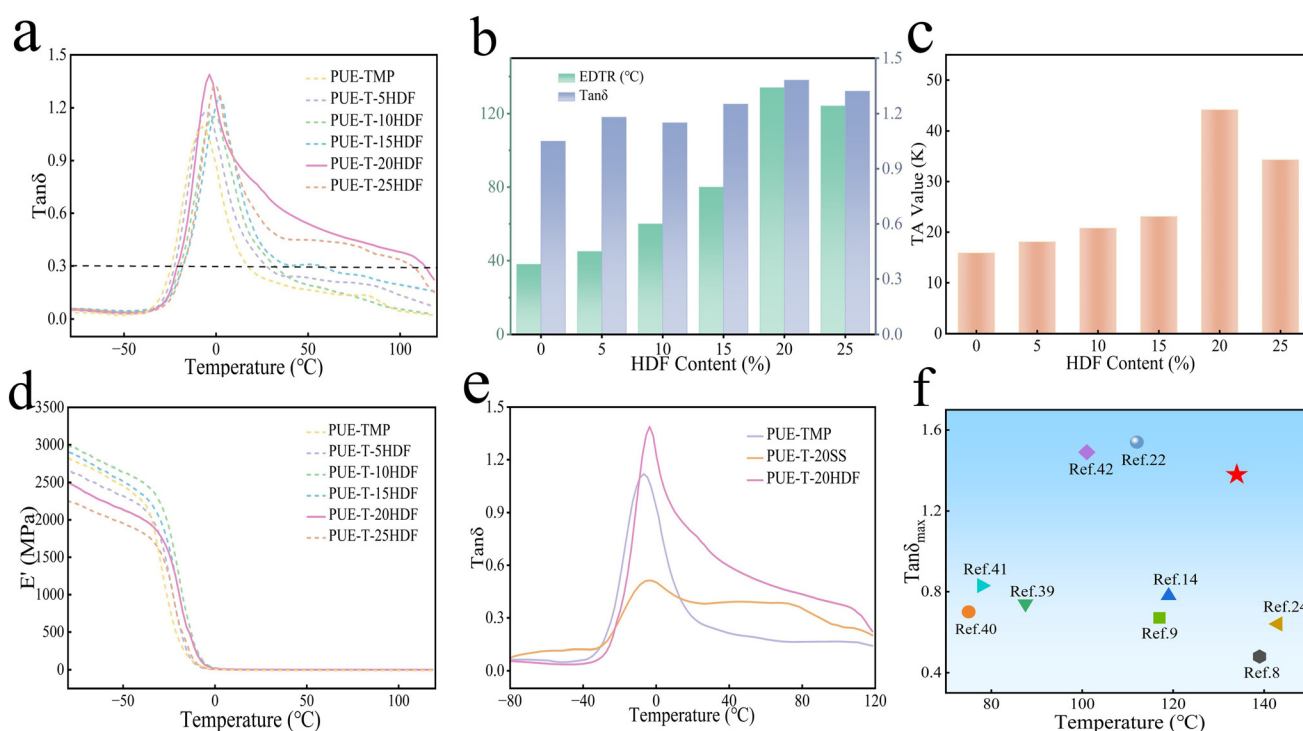 a
1.5
1.2
0.9
0.6
0.3
0.0
Tanδ
PUE-TMP
PUE-T-5HDF
PUE-T-10HDF
PUE-T-15HDF
PUE-T-20HDF
PUE-T-25HDF
−50 0 50 100
Temperature (℃)
b
120
80
40
0
EDTR (℃)
Tanδ
1.5
1.2
0.9
0.6
0.3
0.0
0 5 10 15 20 25
HDF Content (%)
c
50
40
30
20
10
0
TA Value (K)
0 5 10 15 20 25
HDF Content (%)
d
3500
3000
2500
2000
1500
1000
500
0
E' (MPa)
PUE-TMP
PUE-T-5HDF
PUE-T-10HDF
PUE-T-15HDF
PUE-T-20HDF
PUE-T-25HDF
−50 0 50 100
Temperature (℃)
e
1.5
1.2
0.9
0.6
0.3
0.0
Tanδ
PUE-TMP
PUE-T-20SS
PUE-T-20HDF
−80 −40 0 40 80 120
Temperature (℃)
f
1.6
1.2
0.8
0.4
Tanδmax
Ref.42
Ref.22
Ref.41
Ref.39
Ref.14
Ref.40
Ref.9
Ref.24
Ref.8
80 100 120 140
Temperature (℃)